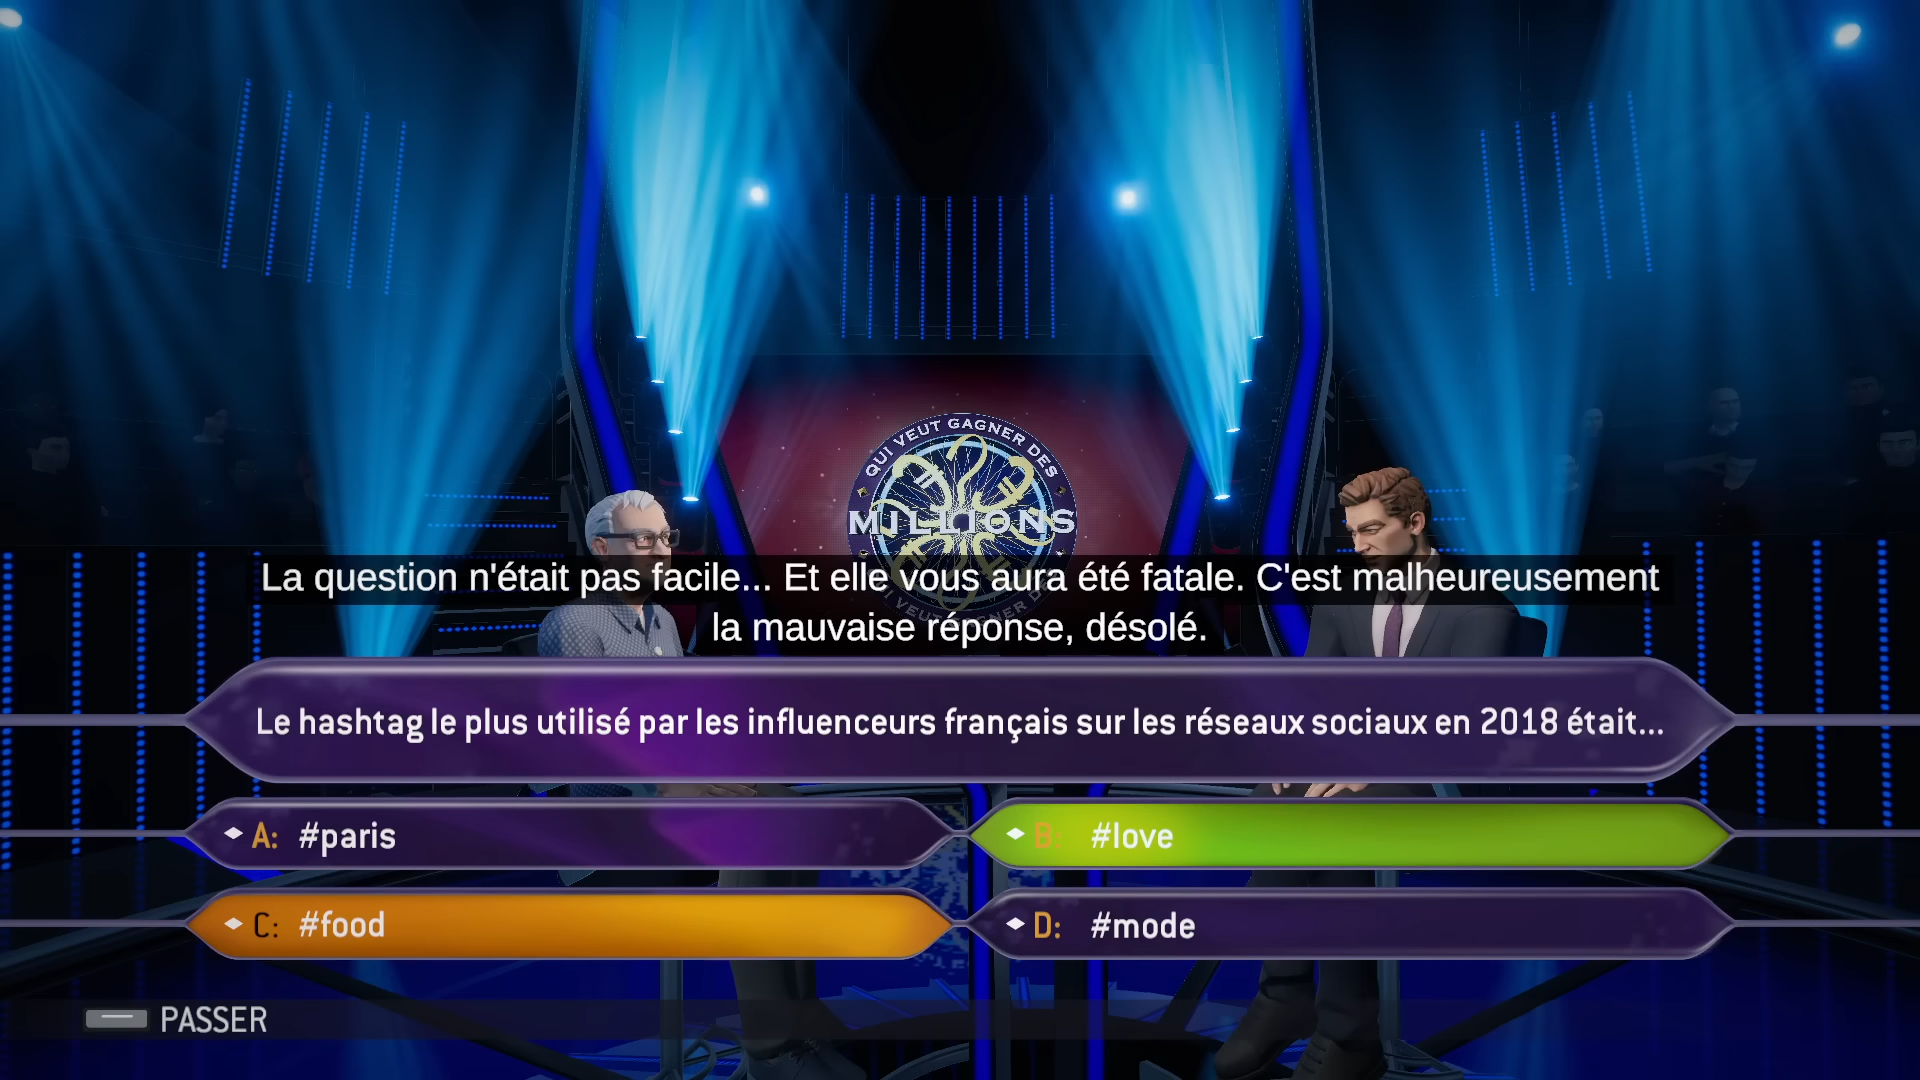 QUI VEUT GAGNER DES
MILLIONS
La question n'était pas facile... Et elle vous aura été fatale. C'est malheureusement
la mauvaise réponse, désolé.
Le hashtag le plus utilisé par les influenceurs français sur les réseaux sociaux en 2018 était...
A: #paris
B: #love
C: #food
D: #mode
PASSER